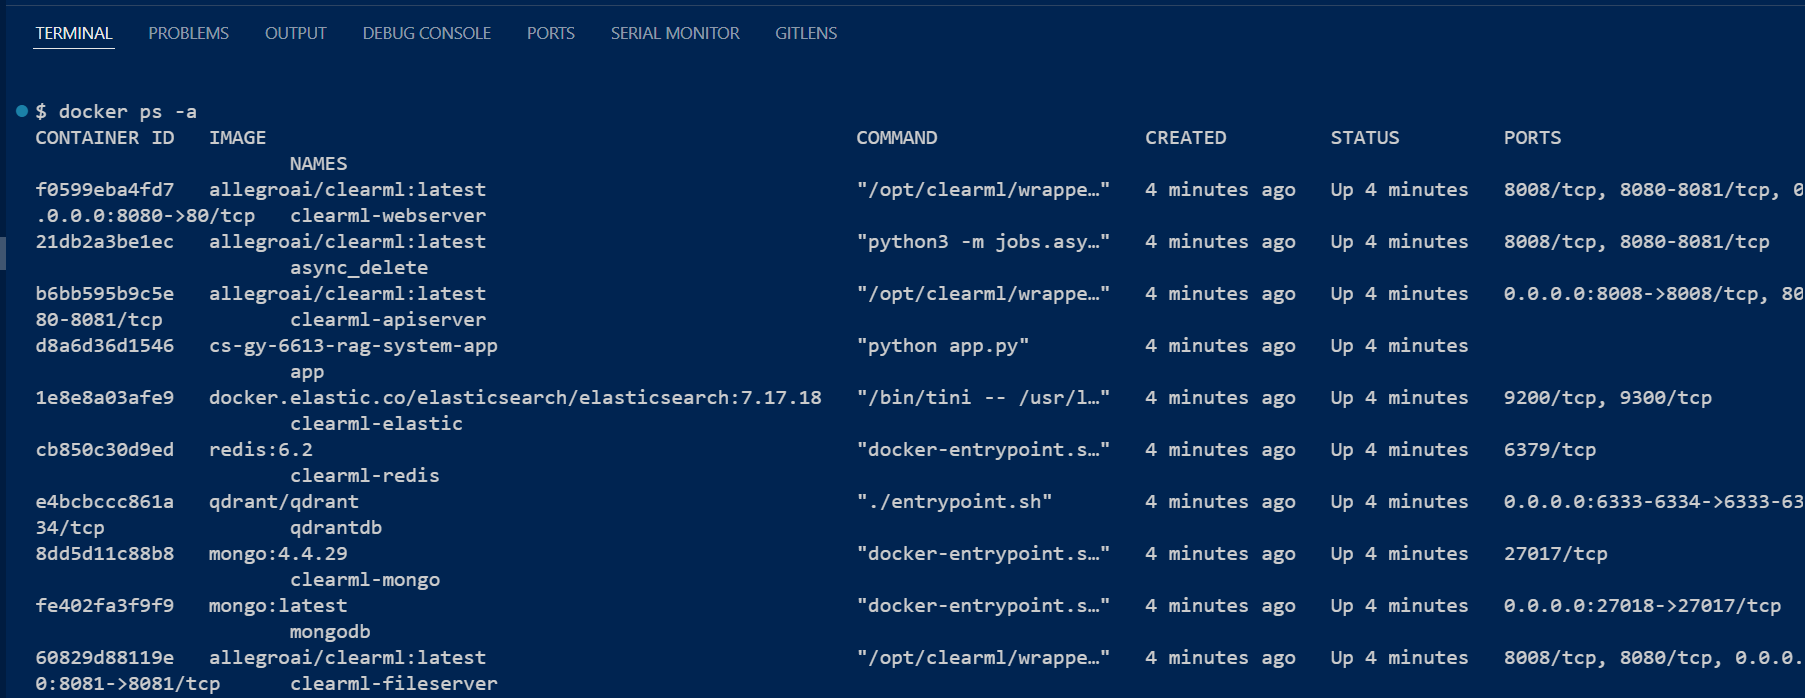 TERMINAL PROBLEMS OUTPUT DEBUG CONSOLE PORTS SERIAL MONITOR GITLENS
$ docker ps -a
CONTAINER ID IMAGE COMMAND CREATED STATUS PORTS
NAMES
f0599eba4fd7 allegroai/clearml:latest "/opt/clearml/wrappe…" 4 minutes ago Up 4 minutes 8008/tcp, 8080-8081/tcp, 0
.0.0.0:8080->80/tcp clearml-webserver
21db2a3be1ec allegroai/clearml:latest "python3 -m jobs.asy…" 4 minutes ago Up 4 minutes 8008/tcp, 8080-8081/tcp
async_delete
b6bb595b9c5e allegroai/clearml:latest "/opt/clearml/wrappe…" 4 minutes ago Up 4 minutes 0.0.0.0:8008->8008/tcp, 80
80-8081/tcp clearml-apiserver
d8a6d36d1546 cs-gy-6613-rag-system-app "python app.py" 4 minutes ago Up 4 minutes
app
1e8e8a03afe9 docker.elastic.co/elasticsearch/elasticsearch:7.17.18 "/bin/tini -- /usr/l…" 4 minutes ago Up 4 minutes 9200/tcp, 9300/tcp
clearml-elastic
cb850c30d9ed redis:6.2 "docker-entrypoint.s…" 4 minutes ago Up 4 minutes 6379/tcp
clearml-redis
e4bcbccc861a qdrant/qdrant "./entrypoint.sh" 4 minutes ago Up 4 minutes 0.0.0.0:6333-6334->6333-63
34/tcp qdrantdb
8dd5d11c88b8 mongo:4.4.29 "docker-entrypoint.s…" 4 minutes ago Up 4 minutes 27017/tcp
clearml-mongo
fe402fa3f9f9 mongo:latest "docker-entrypoint.s…" 4 minutes ago Up 4 minutes 0.0.0.0:27018->27017/tcp
mongodb
60829d88119e allegroai/clearml:latest "/opt/clearml/wrappe…" 4 minutes ago Up 4 minutes 8008/tcp, 8080/tcp, 0.0.0.
0:8081->8081/tcp clearml-fileserver